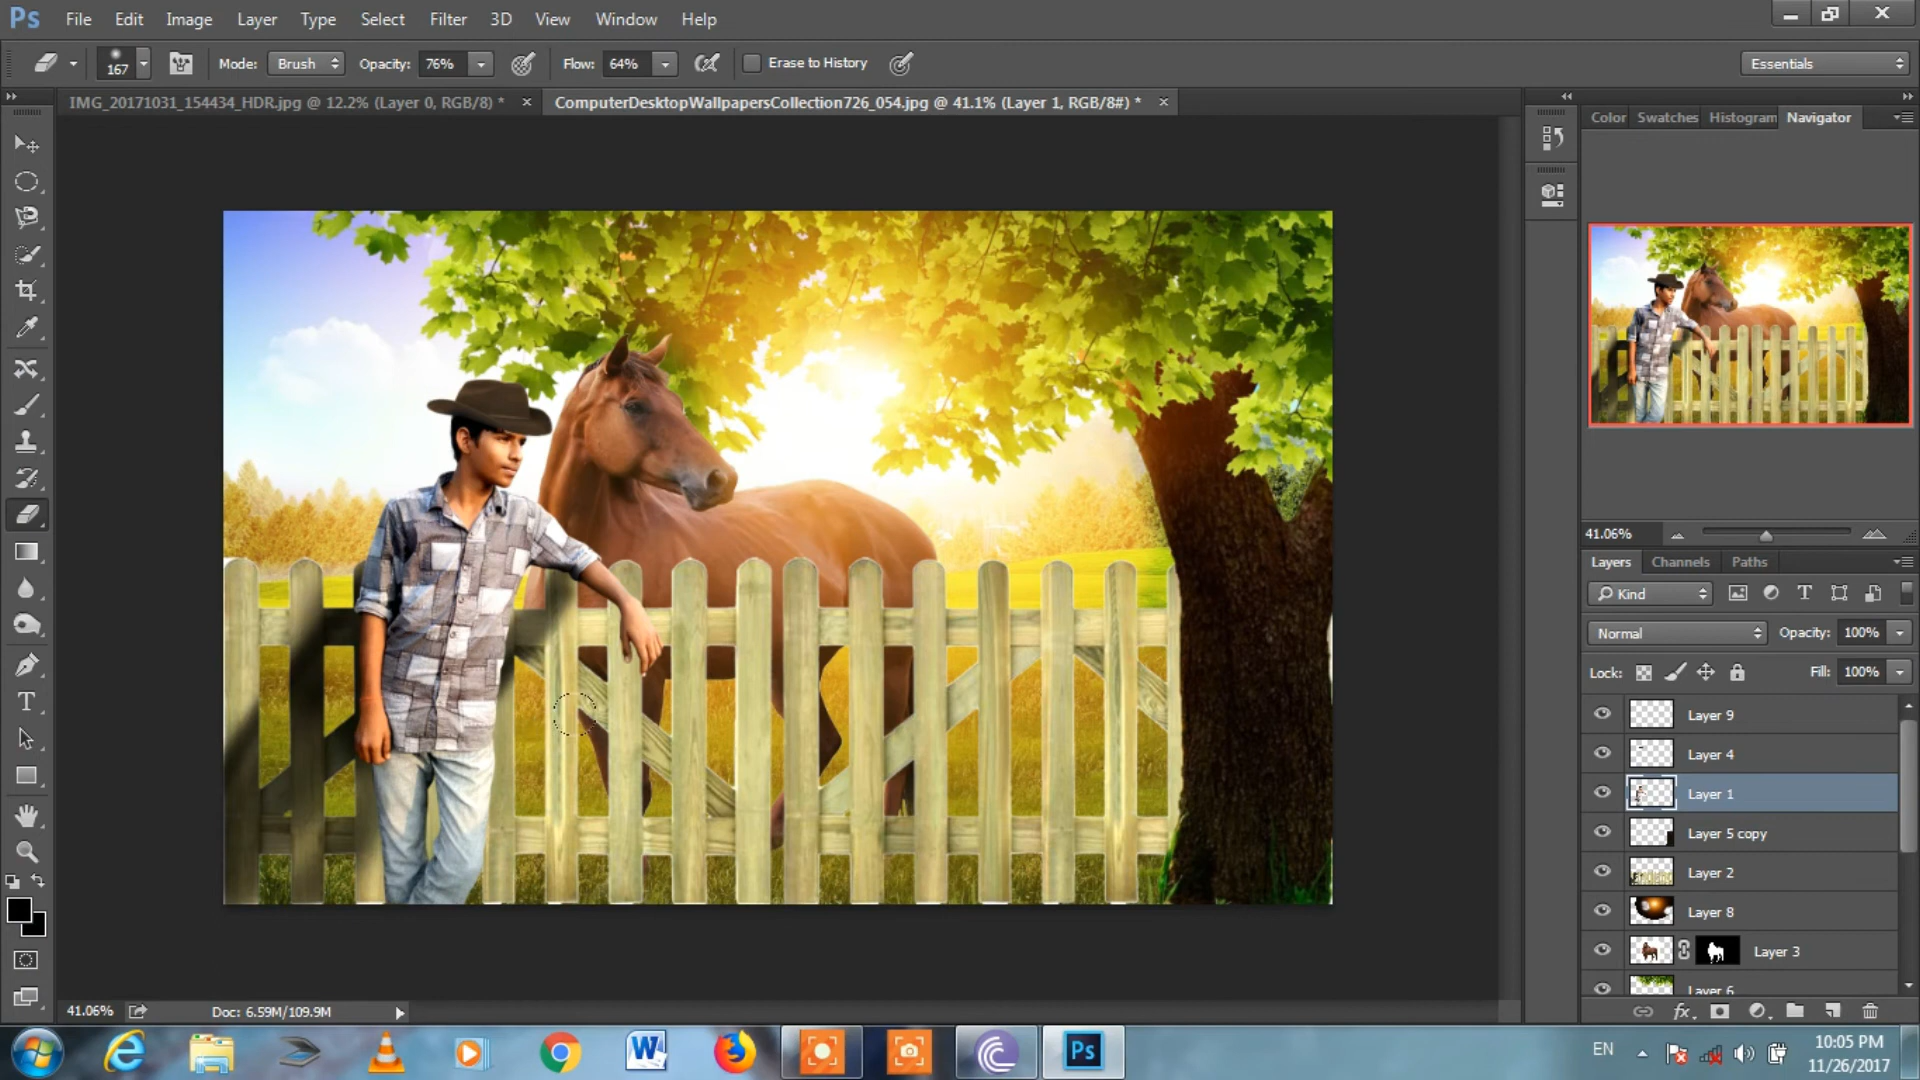 Ps File Edit Image Layer Type Select Filter 3D View Window Help
167 Mode: Brush Opacity: 76% Flow: 64% Erase to History Essentials
IMG_20171031_154434_HDR.jpg @ 12.2% (Layer 0, RGB/8) * × ComputerDesktopWallpapersCollection726_054.jpg @ 41.1% (Layer 1, RGB/8#) * ×
Color Swatches Histogram Navigator
41.06%
Layers Channels Paths
Kind
Normal Opacity: 100%
Lock: Fill: 100%
Layer 9
Layer 4
Layer 1
Layer 5 copy
Layer 2
Layer 8
Layer 3
Layer 6
41.06% Doc: 6.59M/109.9M
EN 10:05 PM
11/26/2017